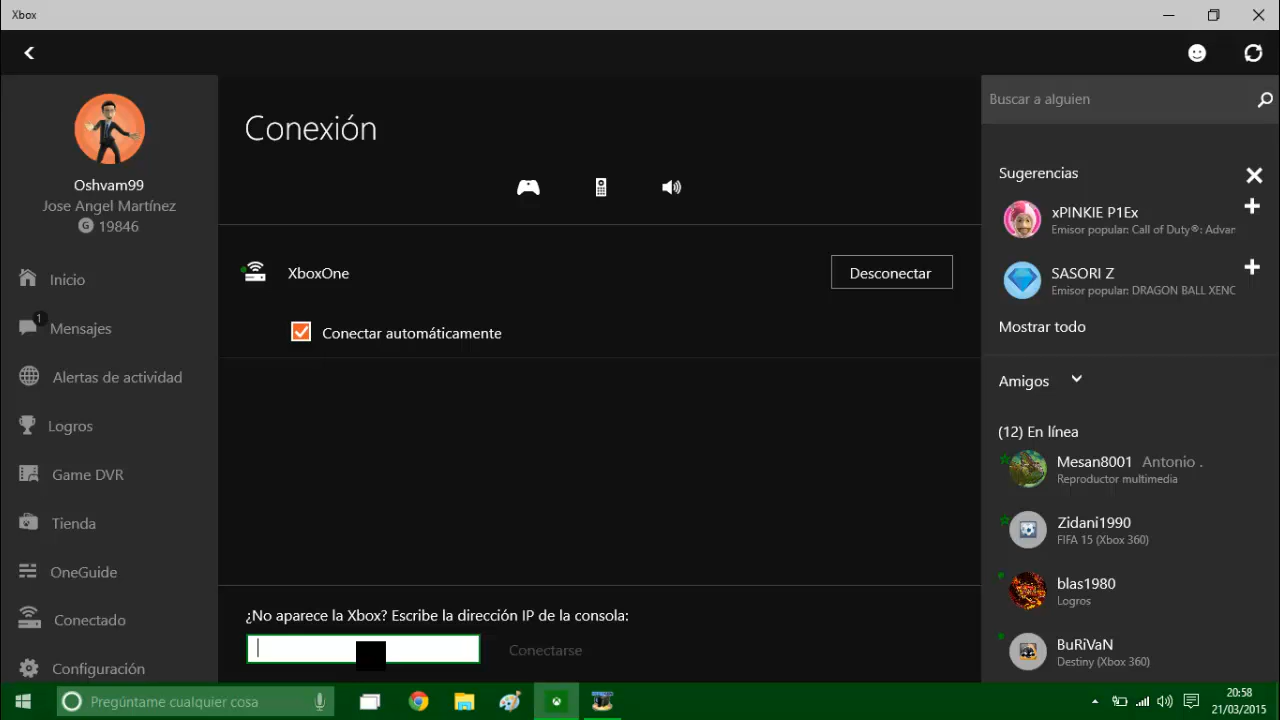 Xbox
Oshvam99
Jose Angel Martínez
G 19846
Inicio
1
Mensajes
Alertas de actividad
Logros
Game DVR
Tienda
OneGuide
Conectado
Configuración
Conexión
XboxOne
Desconectar
Conectar automáticamente
¿No aparece la Xbox? Escribe la dirección IP de la consola:
Conectarse
Buscar a alguien
Sugerencias
xPINKIE P1Ex
Emisor popular: Call of Duty®: Advar
SASORI Z
Emisor popular: DRAGON BALL XENC
Mostrar todo
Amigos
(12) En línea
Mesan8001 Antonio .
Reproductor multimedia
Zidani1990
FIFA 15 (Xbox 360)
blas1980
Logros
BuRiVaN
Destiny (Xbox 360)
Pregúntame cualquier cosa
20:58
21/03/2015